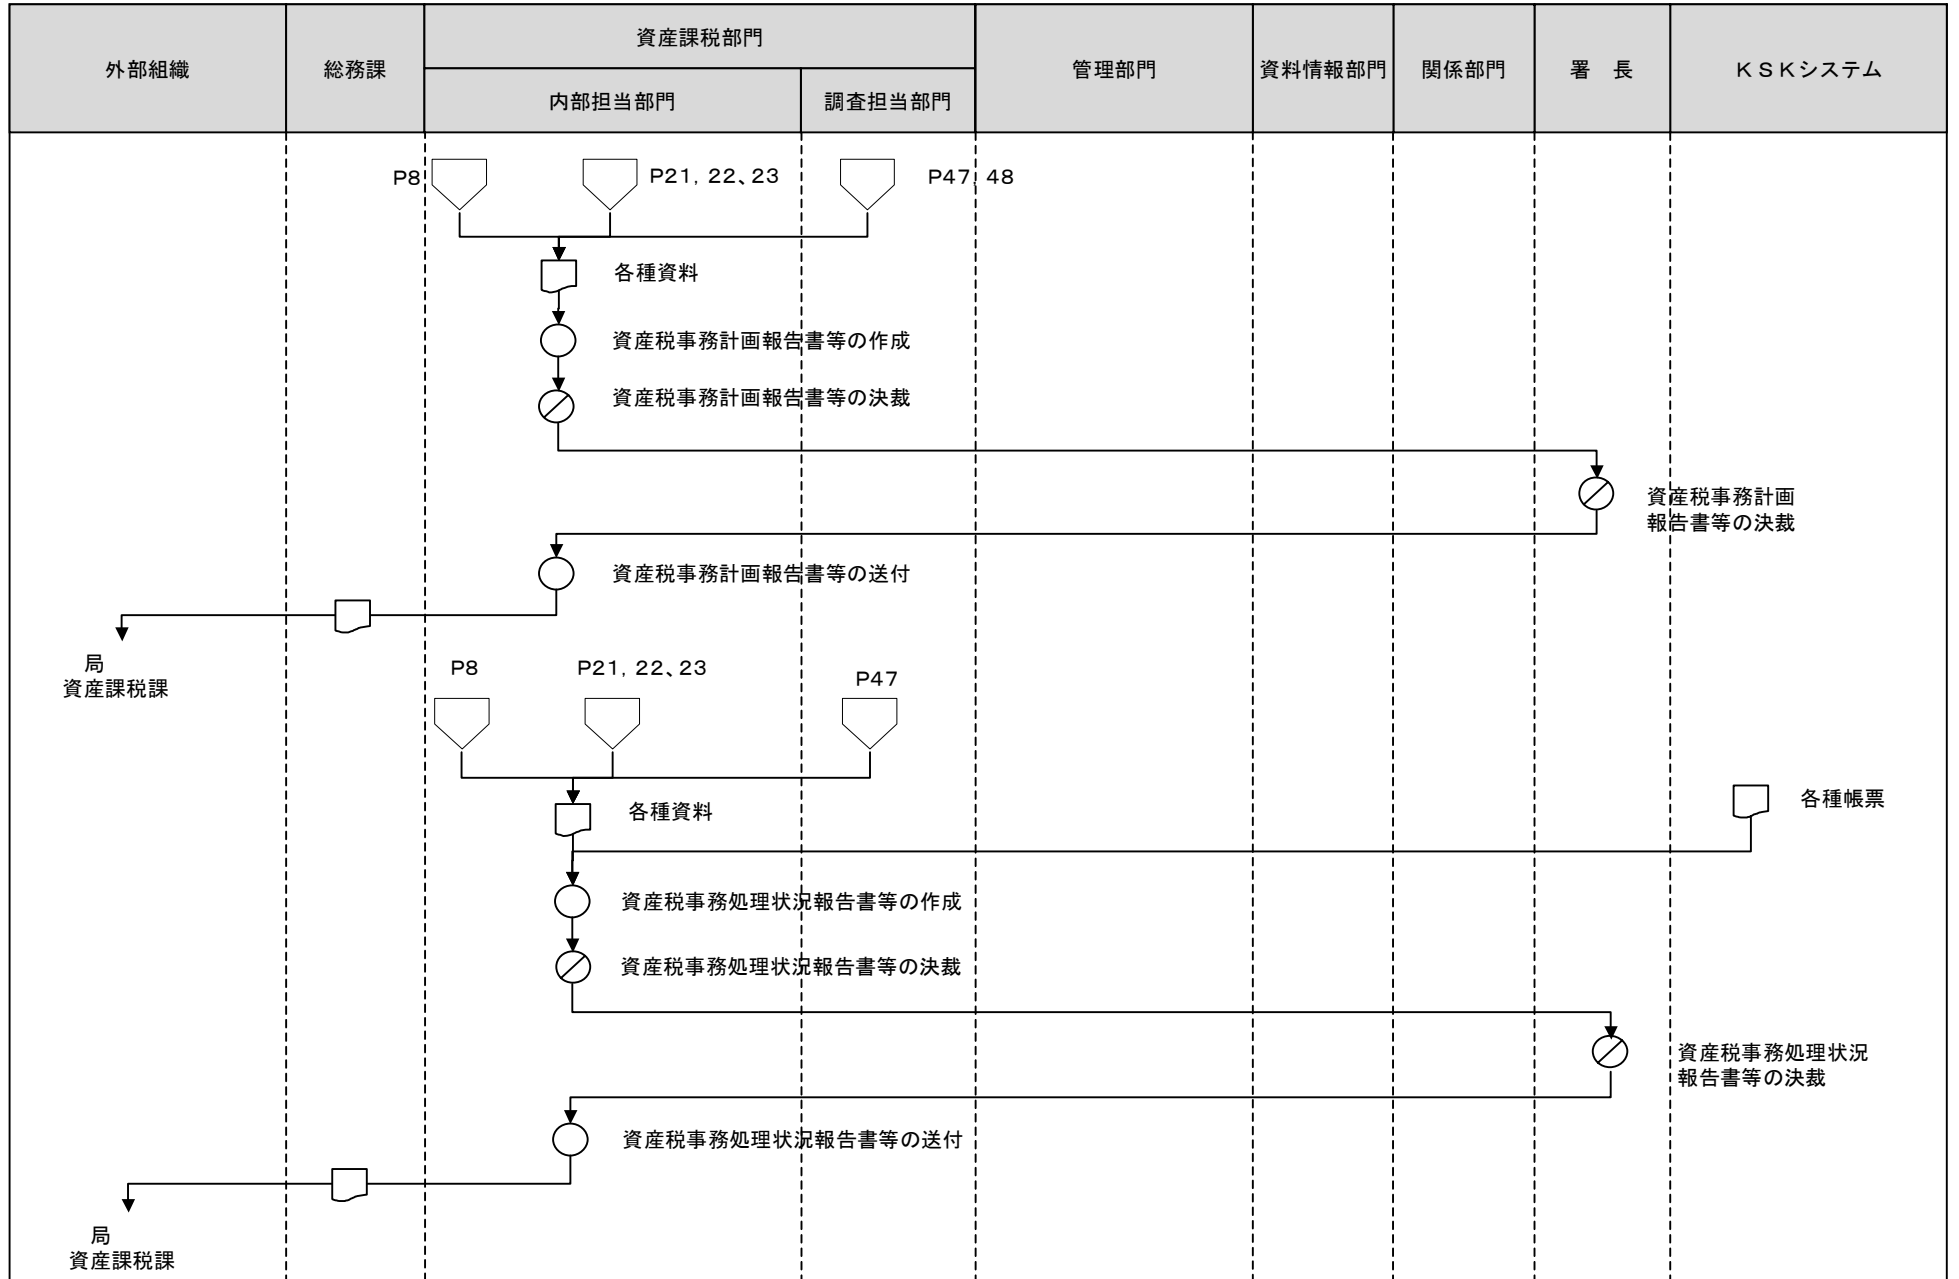 外部組織
総務課
資産課税部門
内部担当部門
調査担当部門
管理部門
資料情報部門
関係部門
署　長
ＫＳＫシステム
P8
P21, 22、23
P47, 48
各種資料
資産税事務計画報告書等の作成
資産税事務計画報告書等の決裁
資産税事務計画
報告書等の決裁
資産税事務計画報告書等の送付
局
資産課税課
P8
P21, 22、23
P47
各種資料
各種帳票
資産税事務処理状況報告書等の作成
資産税事務処理状況報告書等の決裁
資産税事務処理状況
報告書等の決裁
資産税事務処理状況報告書等の送付
局
資産課税課